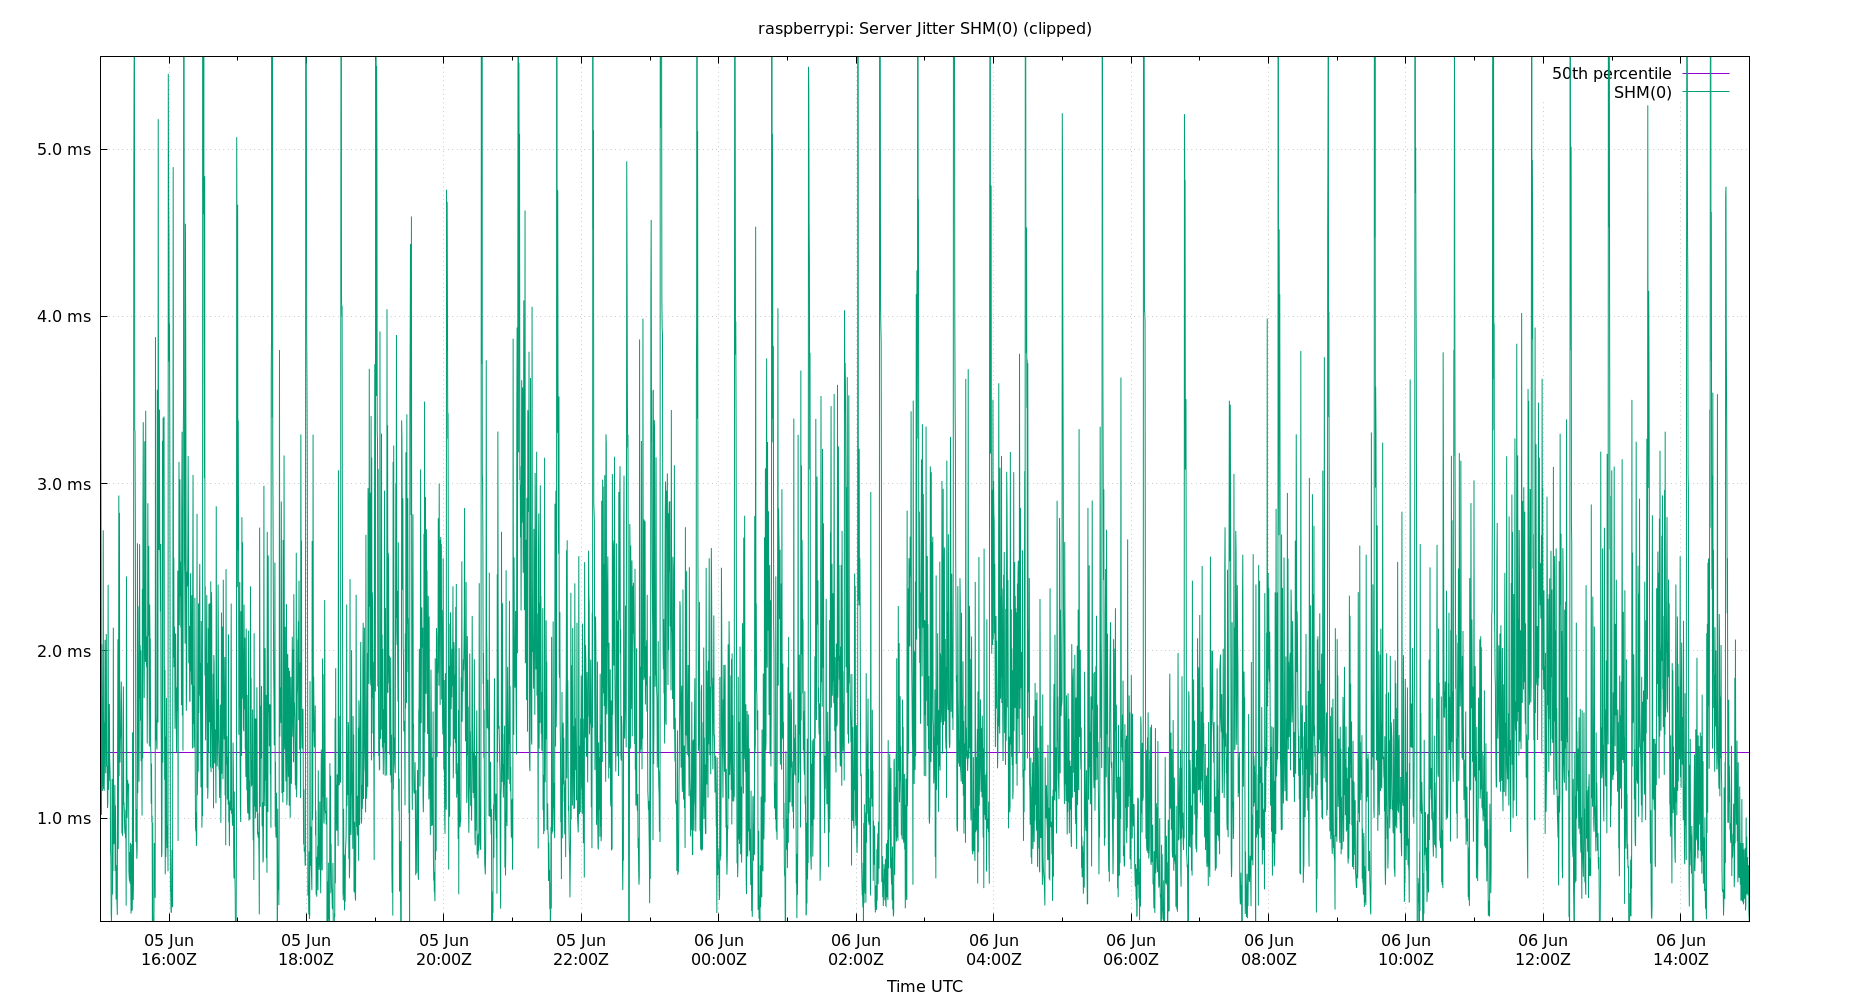 raspberrypi: Server Jitter SHM(0) (clipped)
50th percentile
SHM(0)
5.0 ms
4.0 ms
3.0 ms
2.0 ms
1.0 ms
05 Jun 05 Jun 05 Jun 05 Jun 06 Jun 06 Jun 06 Jun 06 Jun 06 Jun 06 Jun 06 Jun 06 Jun
16:00Z 18:00Z 20:00Z 22:00Z 00:00Z 02:00Z 04:00Z 06:00Z 08:00Z 10:00Z 12:00Z 14:00Z
Time UTC